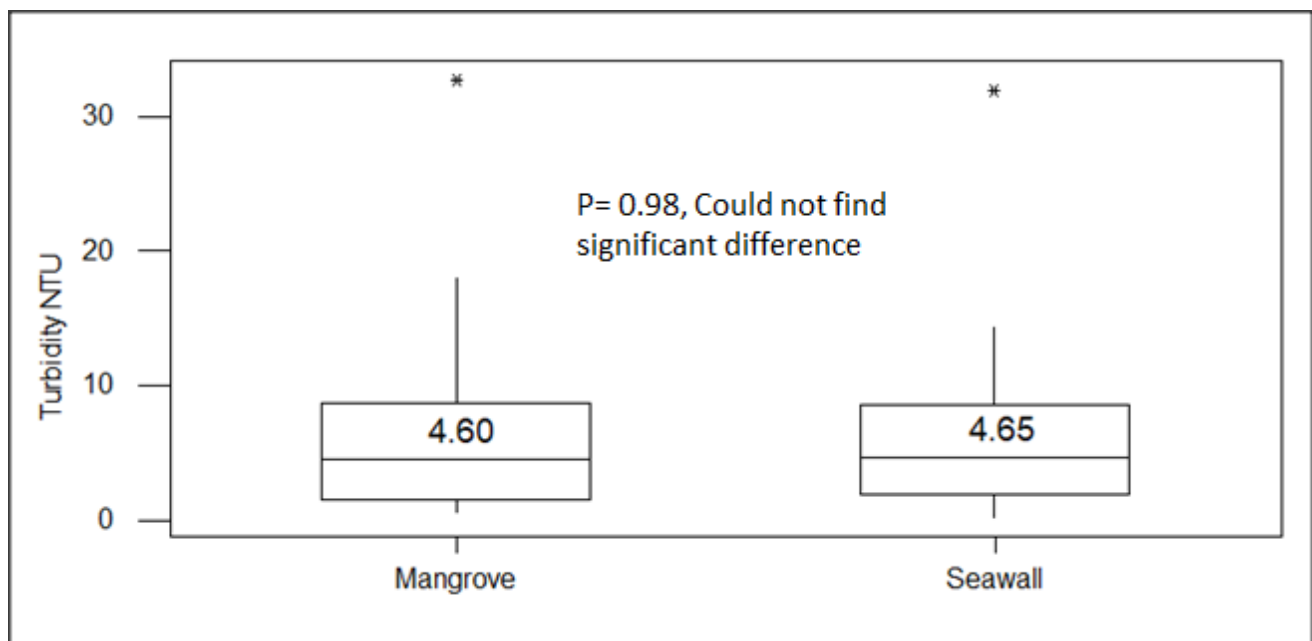 30
P= 0.98, Could not find
significant difference
20
Turbidity NTU
10
4.60
4.65
0
Mangrove
Seawall